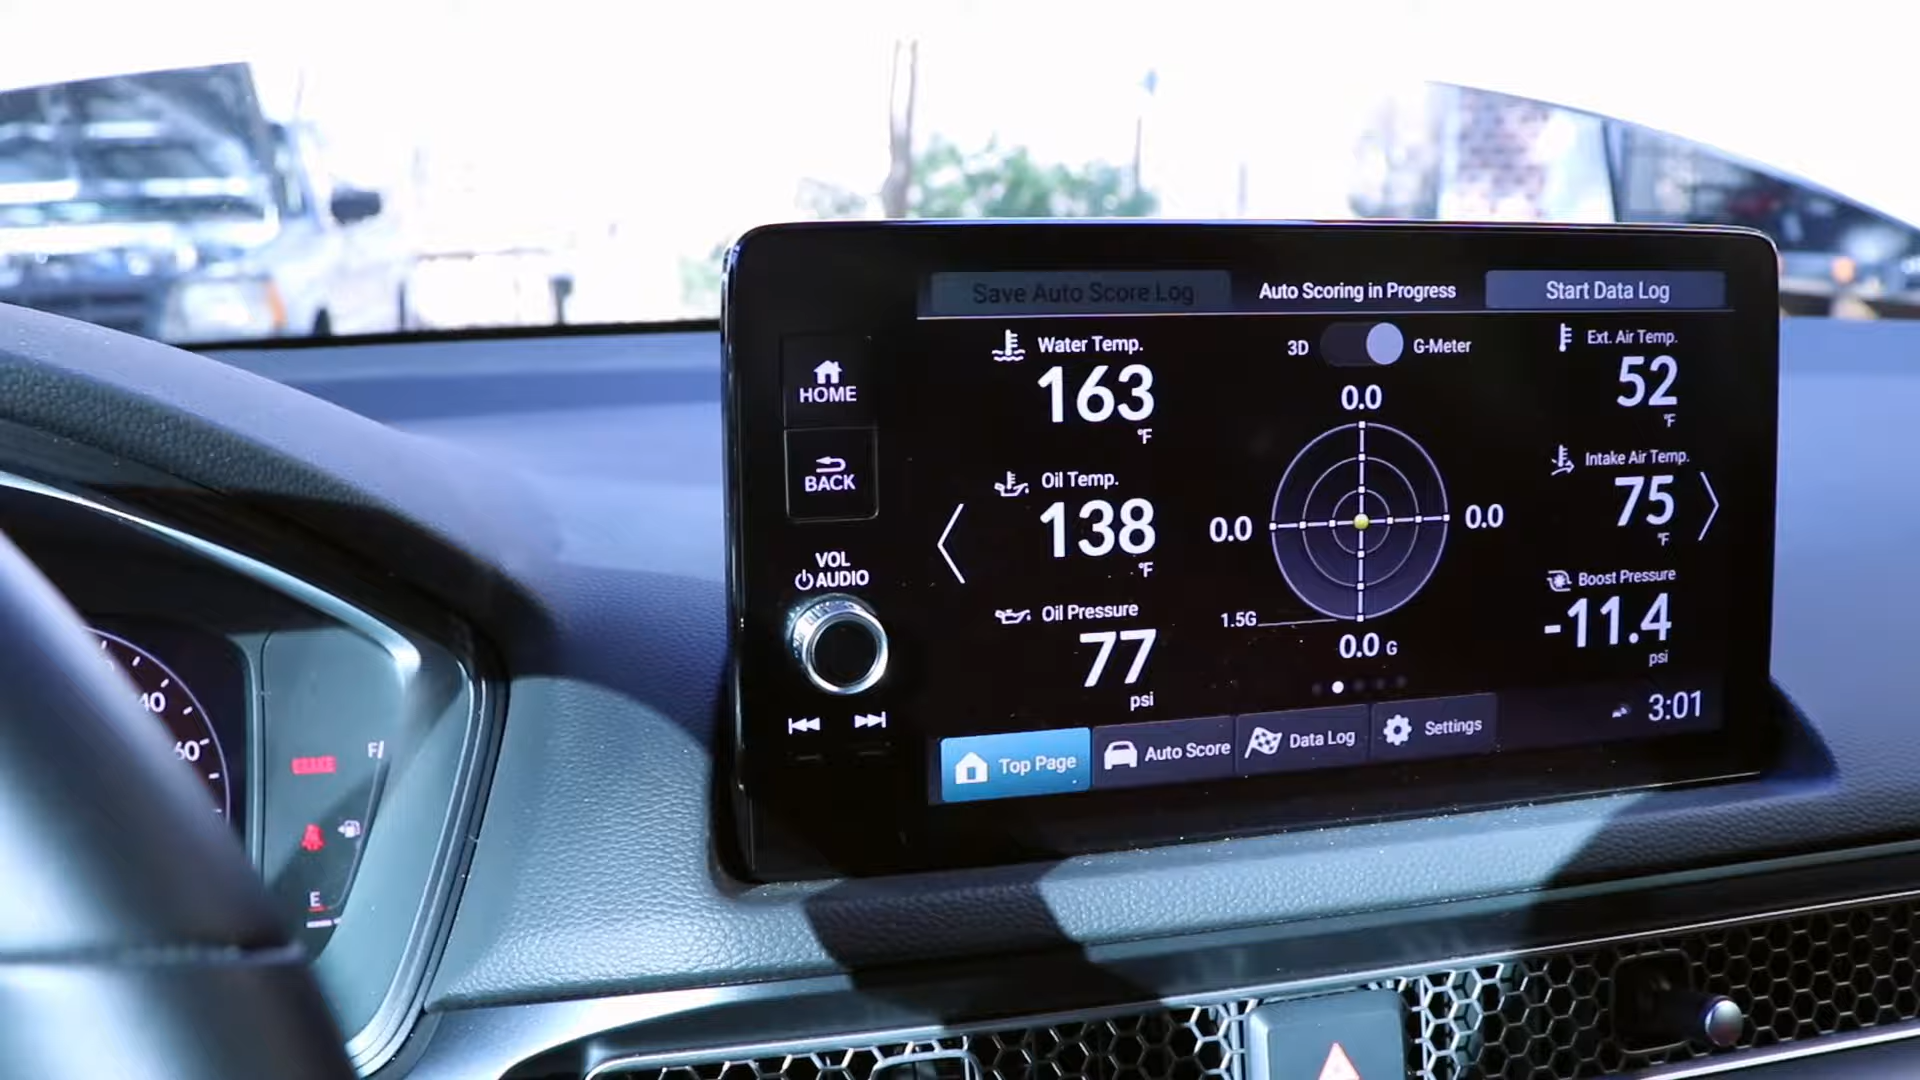 Save Auto Score Log
Auto Scoring in Progress
Start Data Log
HOME
BACK
VOL
AUDIO
Water Temp.
163
°F
Oil Temp.
138
°F
Oil Pressure
77
psi
3D
G-Meter
0.0
0.0
0.0
1.5G
0.0 G
Ext. Air Temp.
52
°F
Intake Air Temp.
75
°F
Boost Pressure
-11.4
psi
3:01
Top Page
Auto Score
Data Log
Settings
40
60
BRAKE
F
E